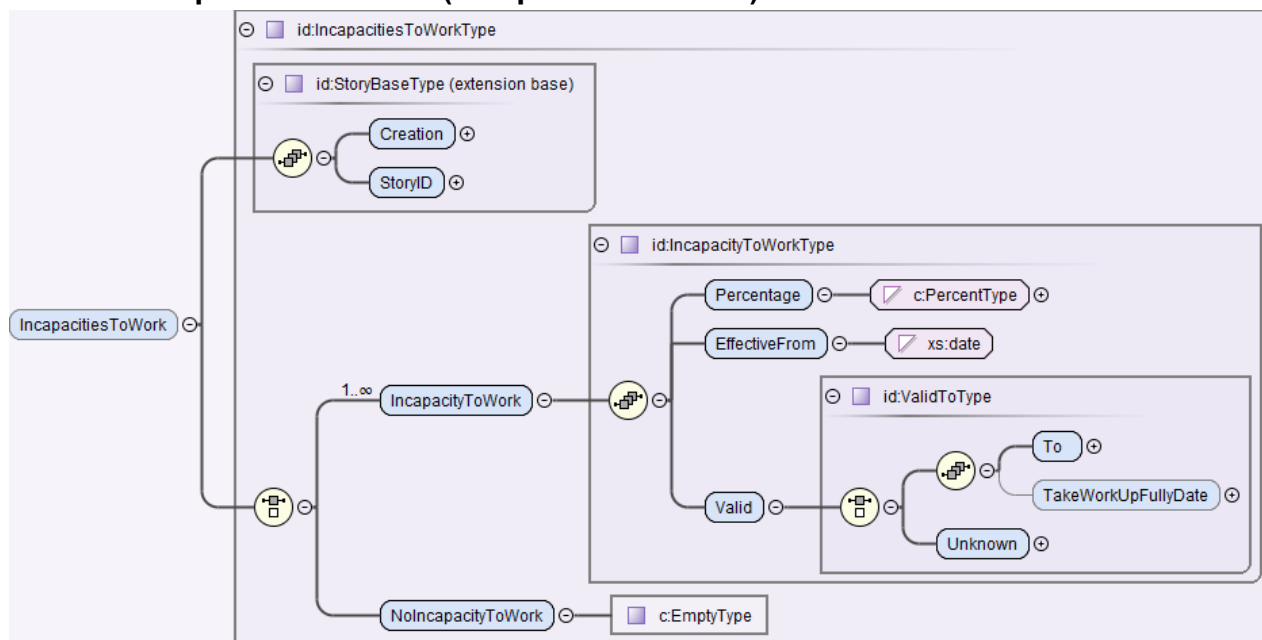 id:IncapacitiesToWorkType
id:StoryBaseType (extension base)
Creation
StoryID
id:IncapacityToWorkType
Percentage
c:PercentType
IncapacitiesToWork
EffectiveFrom
xs:date
1..∞
IncapacityToWork
id:ValidToType
To
TakeWorkUpFullyDate
Valid
Unknown
NoIncapacityToWork
c:EmptyType